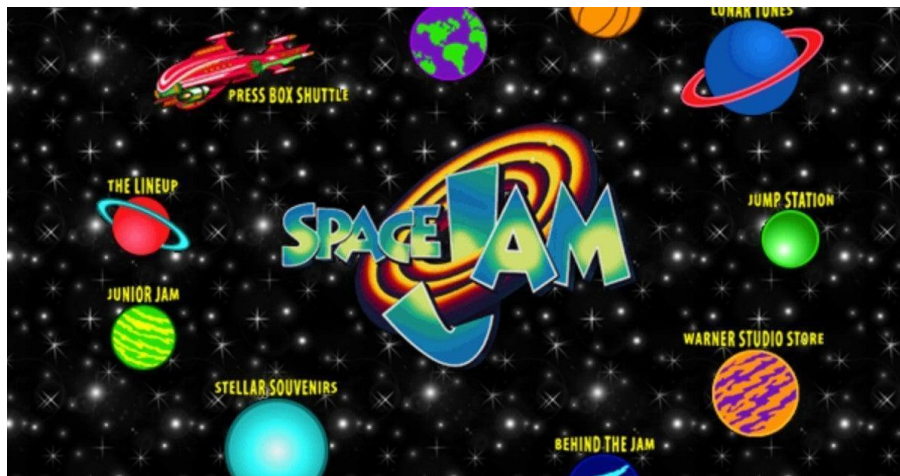 LUNAR TUNES
PRESS BOX SHUTTLE
THE LINEUP
JUMP STATION
SPACE JAM
JUNIOR JAM
WARNER STUDIO STORE
STELLAR SOUVENIRS
BEHIND THE JAM